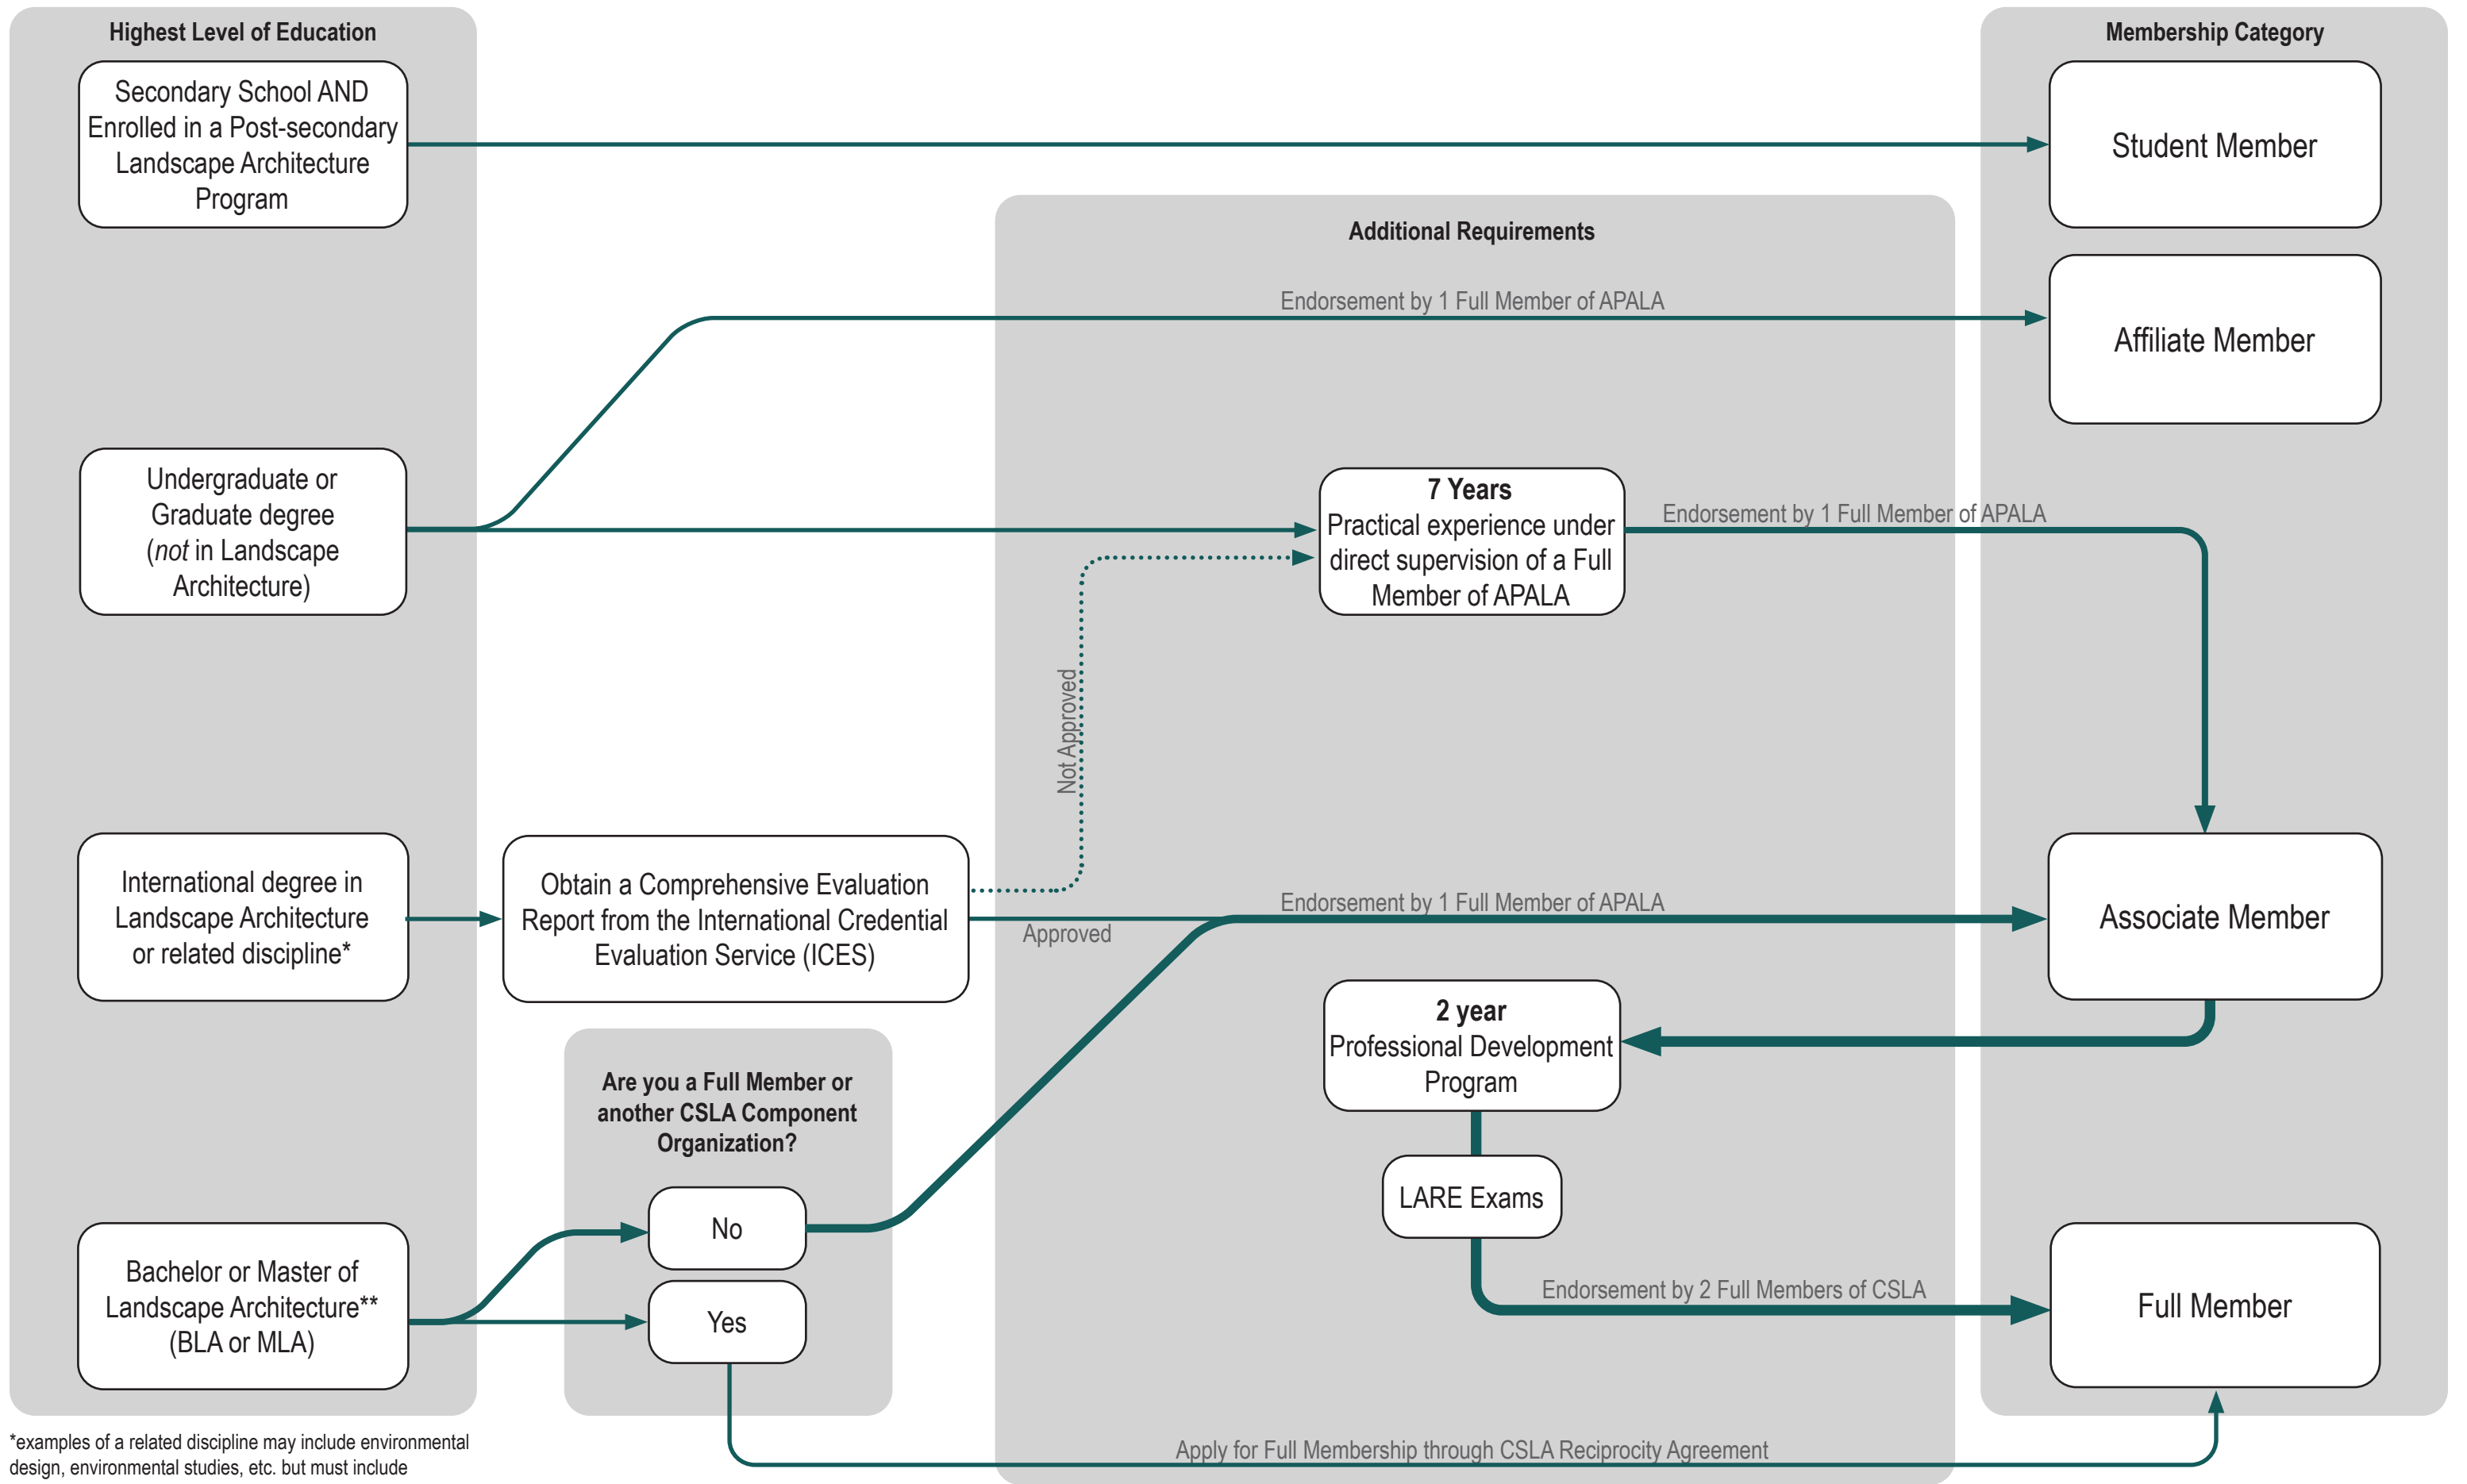 Highest Level of Education
Secondary School AND
Enrolled in a Post-secondary
Landscape Architecture
Program
Undergraduate or
Graduate degree
(not in Landscape
Architecture)
International degree in
Landscape Architecture
or related discipline*
Bachelor or Master of
Landscape Architecture**
(BLA or MLA)
*examples of a related discipline may include environmental
design, environmental studies, etc. but must include
Obtain a Comprehensive Evaluation
Report from the International Credential
Evaluation Service (ICES)
Are you a Full Member or
another CSLA Component
Organization?
No
Yes
Additional Requirements
Endorsement by 1 Full Member of APALA
7 Years
Practical experience under
direct supervision of a Full
Member of APALA
Endorsement by 1 Full Member of APALA
Not Approved
Approved
Endorsement by 1 Full Member of APALA
2 year
Professional Development
Program
LARE Exams
Endorsement by 2 Full Members of CSLA
Apply for Full Membership through CSLA Reciprocity Agreement
Membership Category
Student Member
Affiliate Member
Associate Member
Full Member